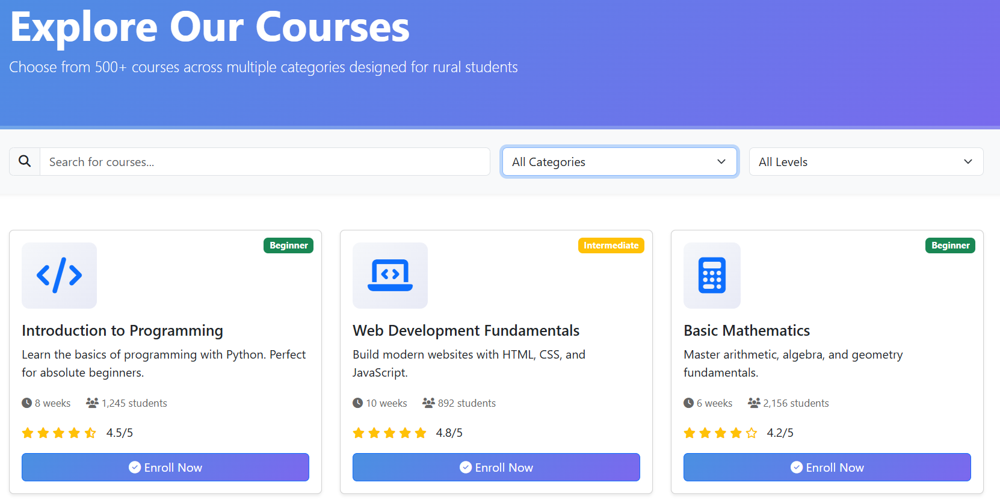 Explore Our Courses
Choose from 500+ courses across multiple categories designed for rural students
Search for courses...
All Categories
All Levels
Beginner
Introduction to Programming
Learn the basics of programming with Python. Perfect
for absolute beginners.
8 weeks 1,245 students
4.5/5
Enroll Now
Intermediate
Web Development Fundamentals
Build modern websites with HTML, CSS, and
JavaScript.
10 weeks 892 students
4.8/5
Enroll Now
Beginner
Basic Mathematics
Master arithmetic, algebra, and geometry
fundamentals.
6 weeks 2,156 students
4.2/5
Enroll Now